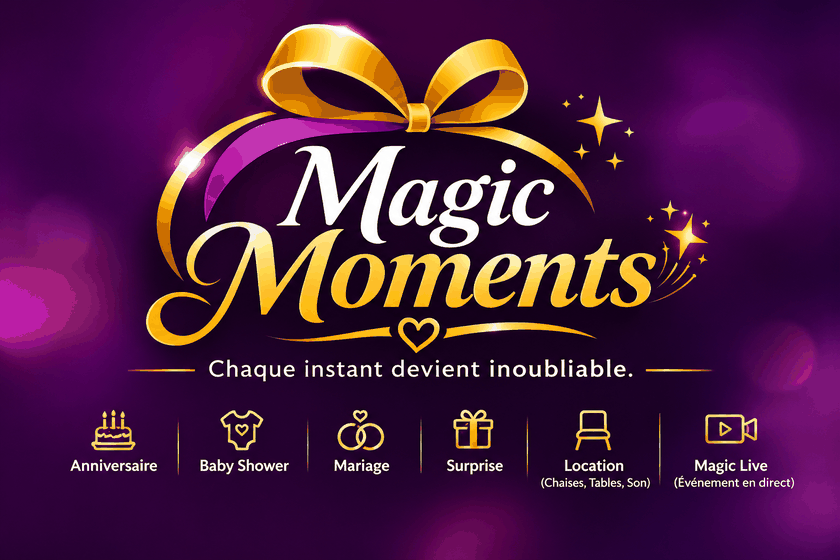 Magic
Moments
Chaque instant devient inoubliable.
Anniversaire
Baby Shower
Mariage
Surprise
Location
(Chaises, Tables, Son)
Magic Live
(Événement en direct)